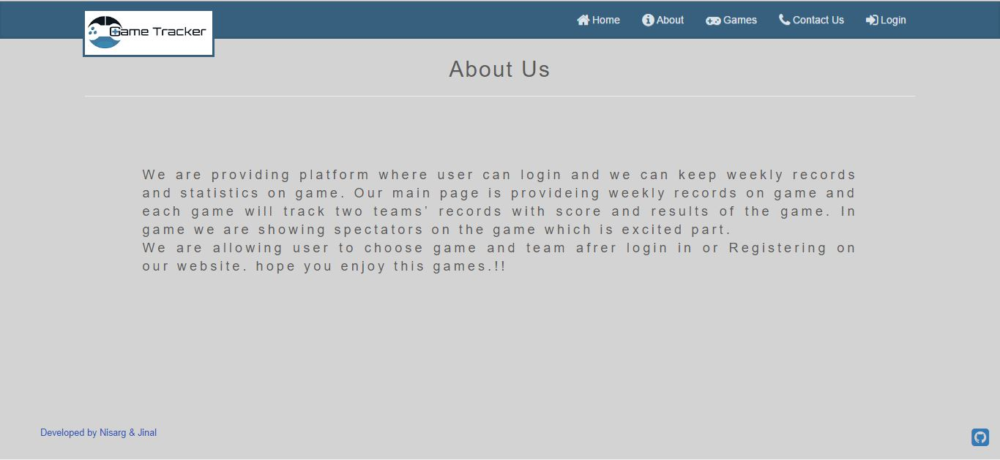 Game Tracker
Home About Games Contact Us Login
About Us
We are providing platform where user can login and we can keep weekly records
and statistics on game. Our main page is provideing weekly records on game and
each game will track two teams' records with score and results of the game. In
game we are showing spectators on the game which is excited part.
We are allowing user to choose game and team afrer login in or Registering on
our website. hope you enjoy this games.!!
Developed by Nisarg & Jinal